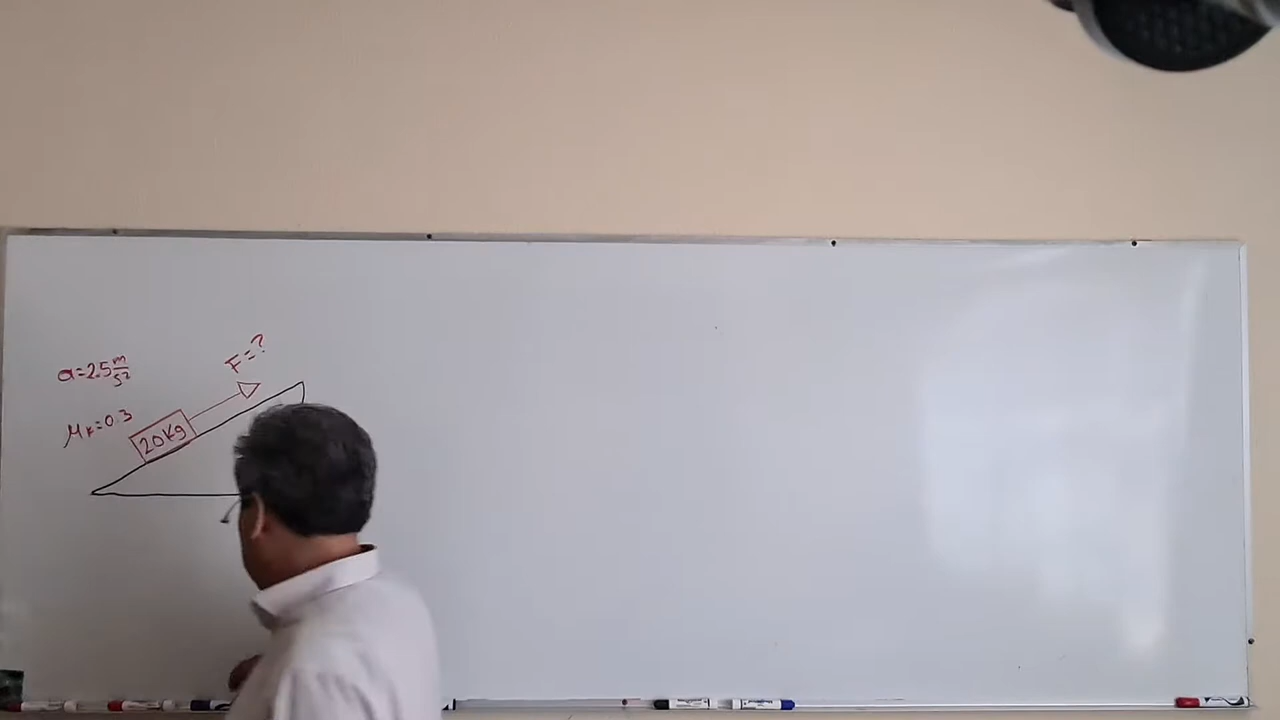 F=?
a=2.5 m/s²
μk=0.3
20Kg